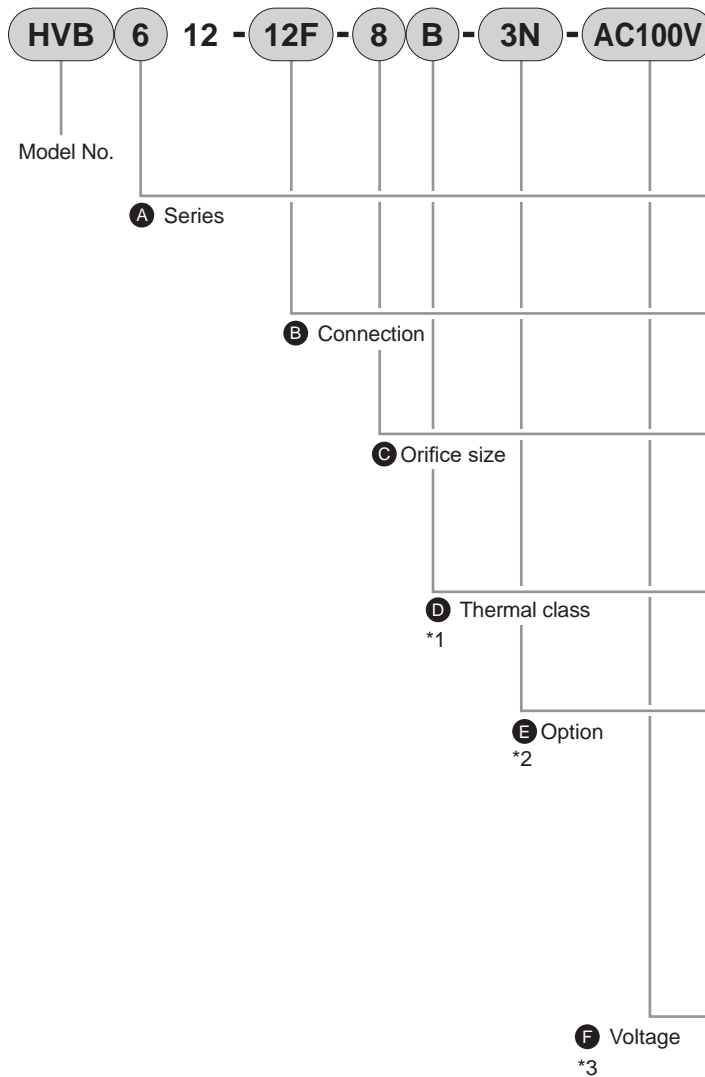 HVB 6 12 - 12F - 8 B - 3N - AC100V
Model No.
A Series
B Connection
C Orifice size
D Thermal class
*1
E Option
*2
F Voltage
*3